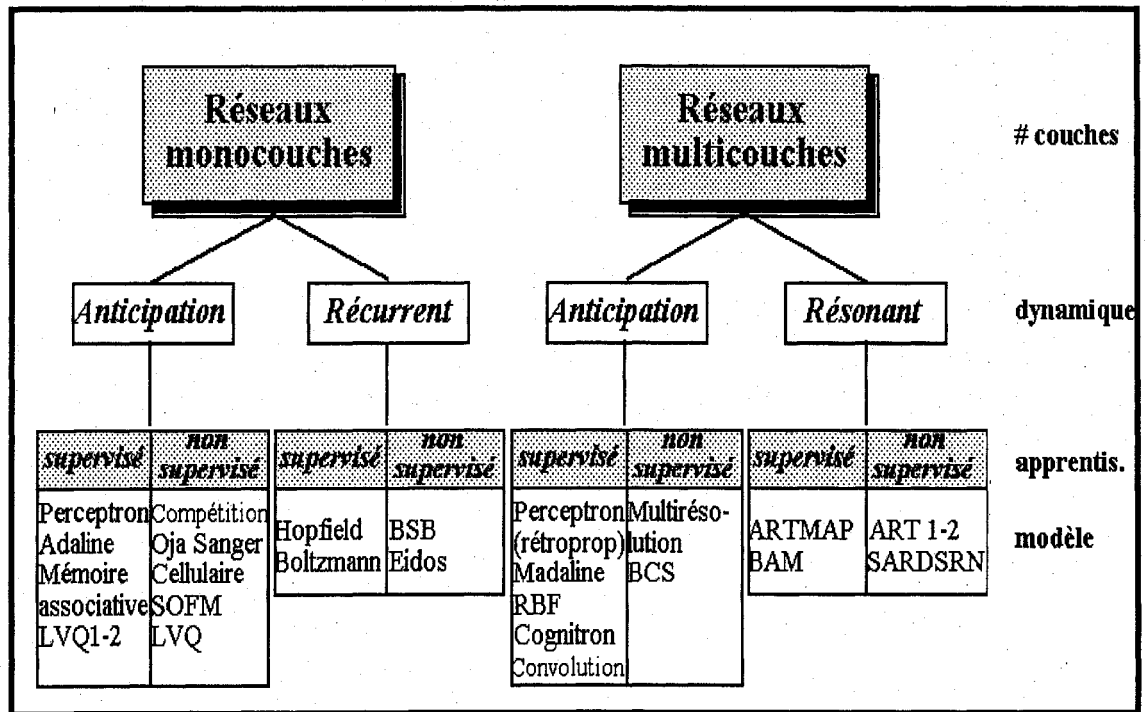 Réseaux
monocouches
Réseaux
multicouches
# couches
Anticipation
Récurrent
Anticipation
Résonant
dynamique
supervisé
non
supervisé
supervisé
non
supervisé
supervisé
non
supervisé
supervisé
non
supervisé
apprentis.
Perceptron
Adaline
Mémoire
associative
LVQ1-2
Compétition
Oja Sanger
Cellulaire
SOFM
LVQ
Hopfield
Boltzmann
BSB
Eidos
Perceptron
(rétroprop)
Madaline
RBF
Cognitron
Convolution
Multiréso-
lution
BCS
ARTMAP
BAM
ART 1-2
SARDSRN
modèle